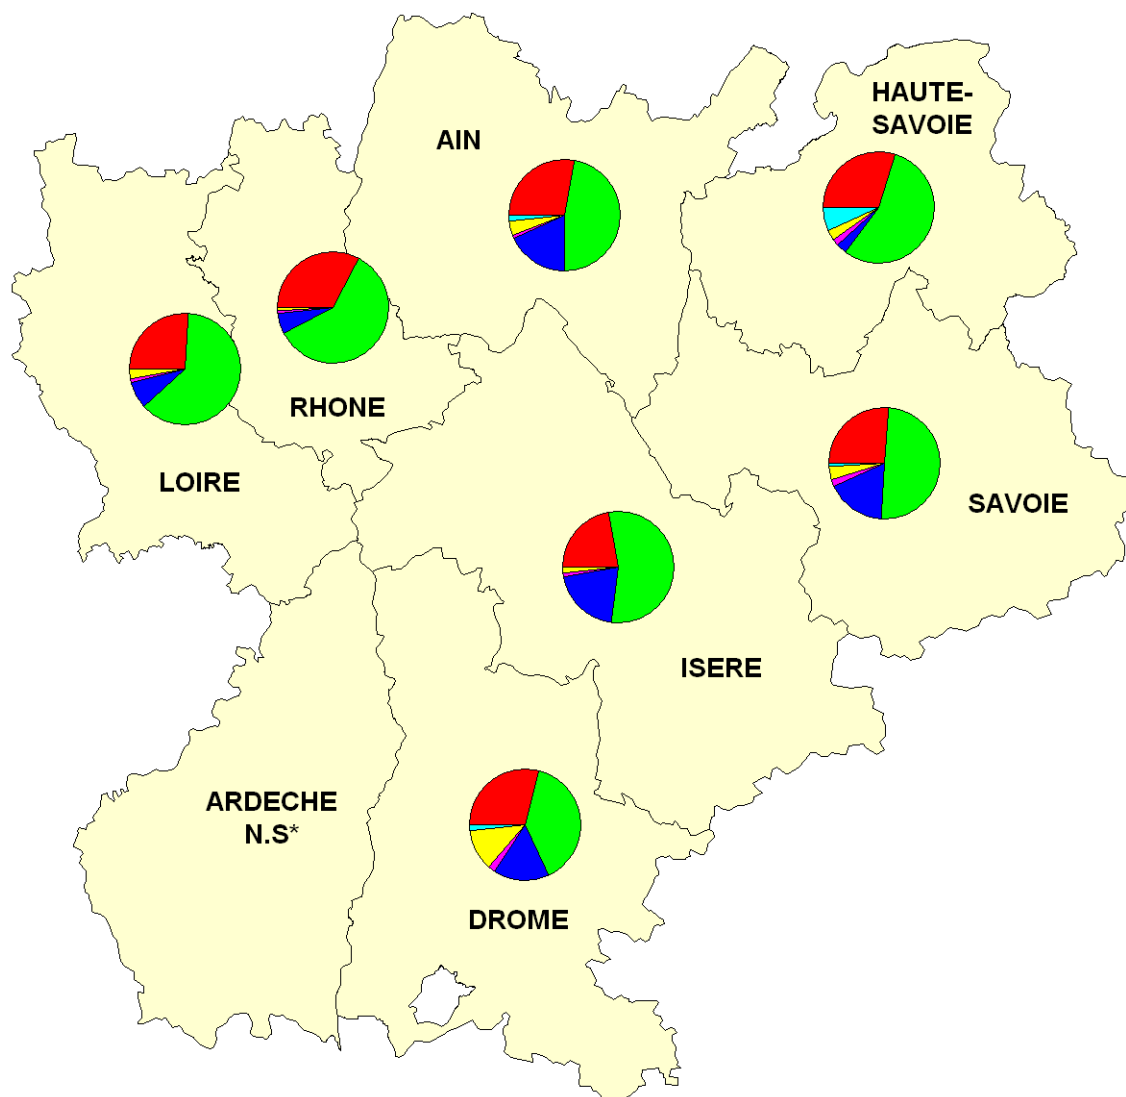 HAUTE-
SAVOIE
AIN
RHONE
LOIRE
SAVOIE
ISERE
ARDECHE
N.S*
DROME